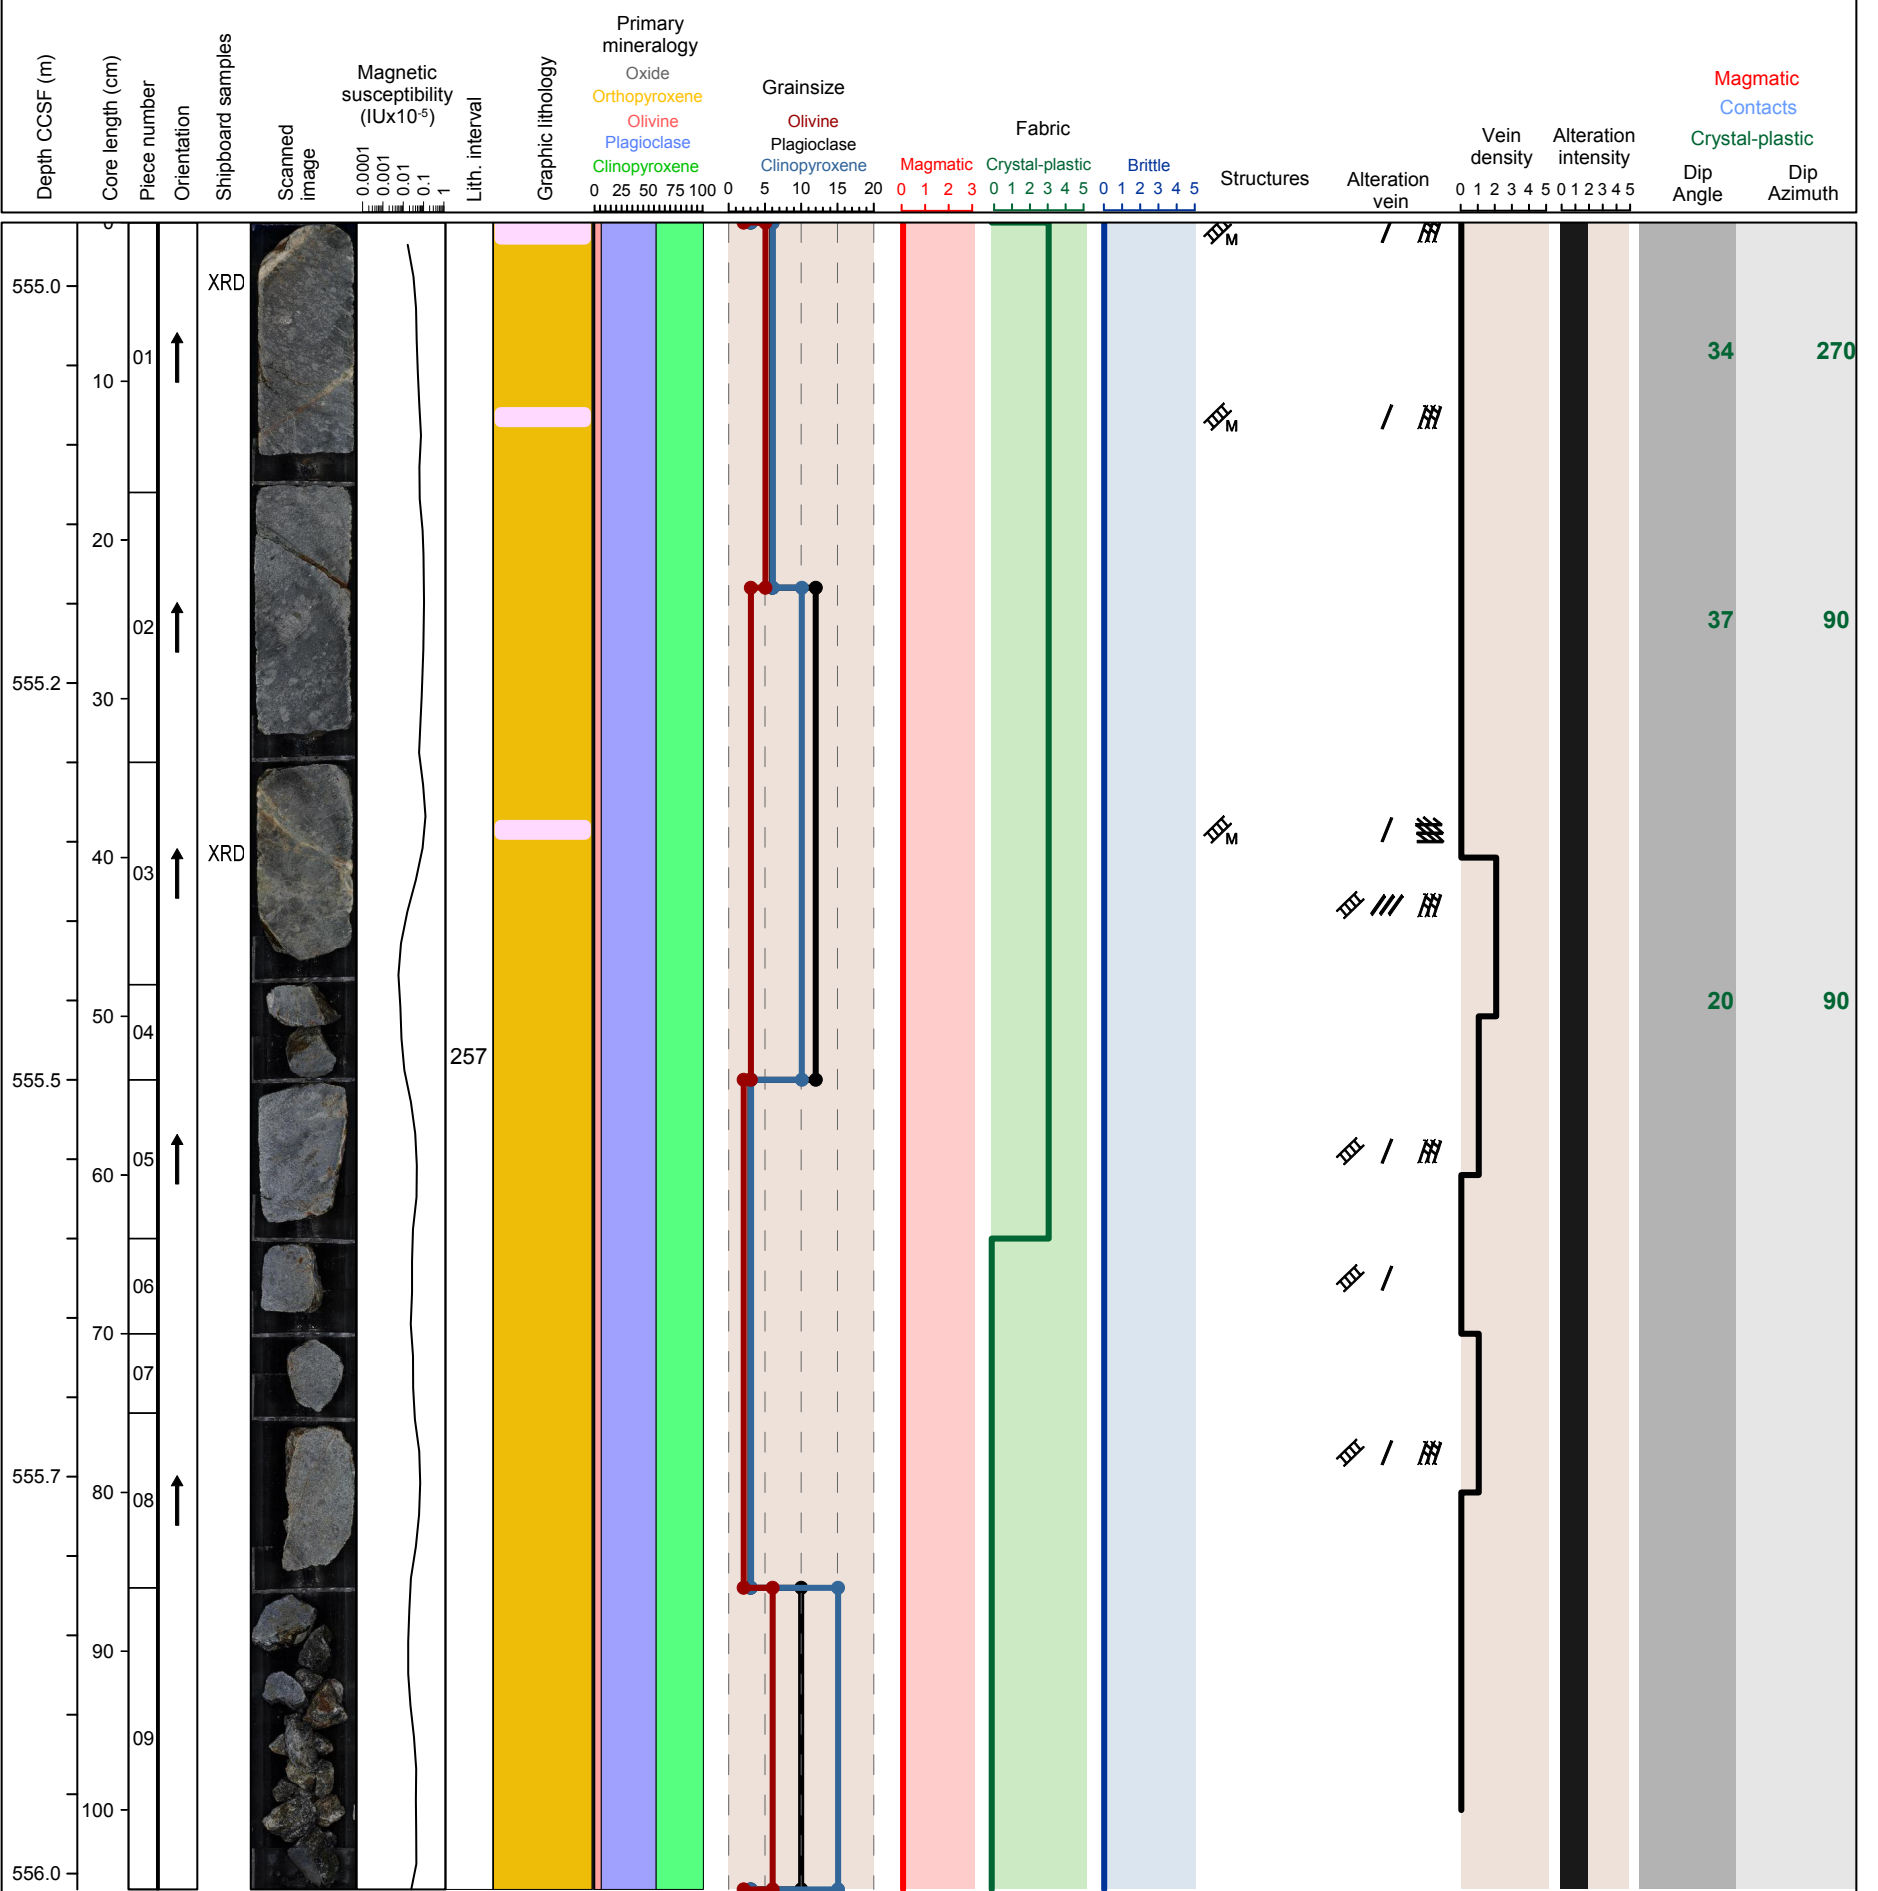 Depth CCSF (m)
Core length (cm)
Piece number
Orientation
Shipboard samples
Scanned
image
Magnetic
susceptibility
(IUx10-5)
0.0001
0.001
0.01
0.1
1
Lith. interval
Graphic lithology
Primary
mineralogy
Oxide
Orthopyroxene
Olivine
Plagioclase
Clinopyroxene
0 25 50 75 100
Grainsize
Olivine
Plagioclase
Clinopyroxene
0 5 10 15 20
Fabric
Magmatic
0 1 2 3
Crystal-plastic
0 1 2 3 4 5
Brittle
0 1 2 3 4 5
Structures
Alteration
vein
Vein
density
0 1 2 3 4 5
Alteration
intensity
0 1 2 3 4 5
Magmatic
Contacts
Crystal-plastic
Dip
Angle
Dip
Azimuth
0
M
555.0
XRD
01
34
270
10
M
20
02
37
90
555.2
30
M
40
XRD
03
50
20
90
04
257
555.5
05
60
06
70
07
555.7
80
08
90
09
100
556.0